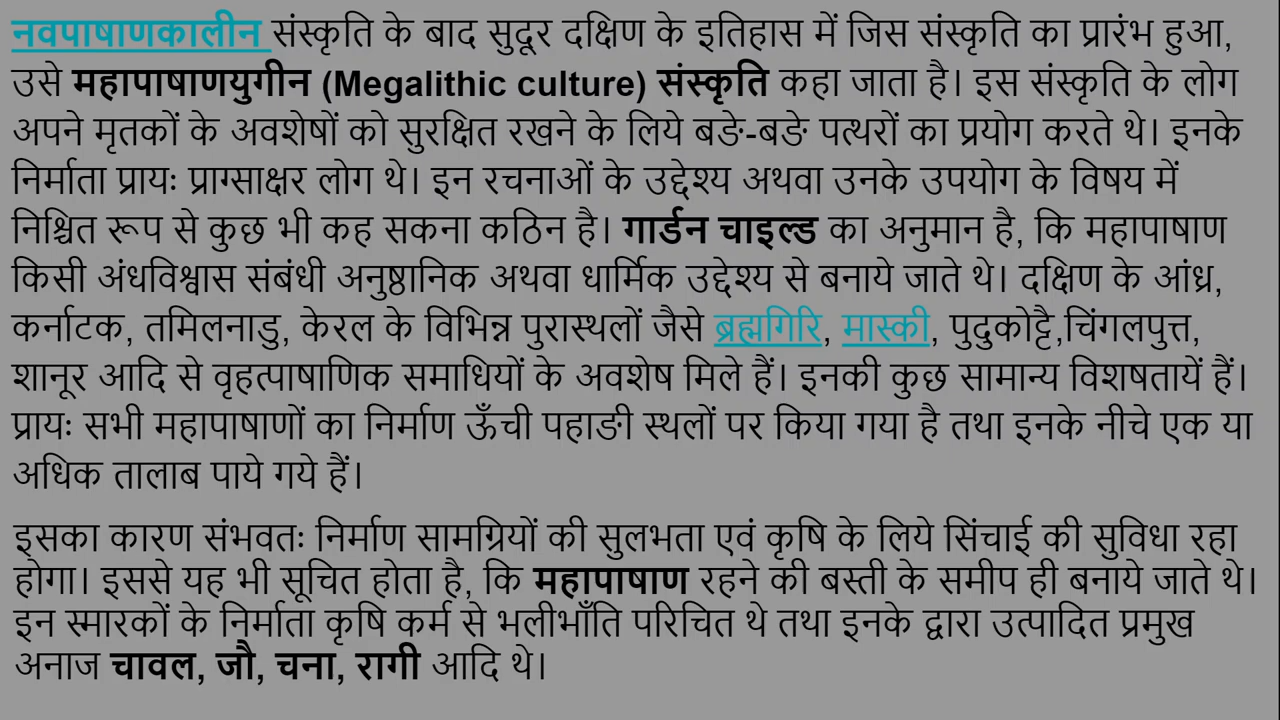 नवपाषाणकालीन संस्कृति के बाद सुदूर दक्षिण के इतिहास में जिस संस्कृति का प्रारंभ हुआ,
उसे महापाषाणयुगीन (Megalithic culture) संस्कृति कहा जाता है। इस संस्कृति के लोग
अपने मृतकों के अवशेषों को सुरक्षित रखने के लिये बडे-बडे पत्थरों का प्रयोग करते थे। इनके
निर्माता प्रायः प्राग्साक्षर लोग थे। इन रचनाओं के उद्देश्य अथवा उनके उपयोग के विषय में
निश्चित रूप से कुछ भी कह सकना कठिन है। गार्डन चाइल्ड का अनुमान है, कि महापाषाण
किसी अंधविश्वास संबंधी अनुष्ठानिक अथवा धार्मिक उद्देश्य से बनाये जाते थे। दक्षिण के आंध्र,
कर्नाटक, तमिलनाडु, केरल के विभिन्न पुरास्थलों जैसे ब्रह्मगिरि, मास्की, पुदुकोट्टै,चिंगलपुत्त,
शानूर आदि से वृहत्पाषाणिक समाधियों के अवशेष मिले हैं। इनकी कुछ सामान्य विशषतायें हैं।
प्रायः सभी महापाषाणों का निर्माण ऊँची पहाङी स्थलों पर किया गया है तथा इनके नीचे एक या
अधिक तालाब पाये गये हैं।
इसका कारण संभवतः निर्माण सामग्रियों की सुलभता एवं कृषि के लिये सिंचाई की सुविधा रहा
होगा। इससे यह भी सूचित होता है, कि महापाषाण रहने की बस्ती के समीप ही बनाये जाते थे।
इन स्मारकों के निर्माता कृषि कर्म से भलीभाँति परिचित थे तथा इनके द्वारा उत्पादित प्रमुख
अनाज चावल, जौ, चना, रागी आदि थे।